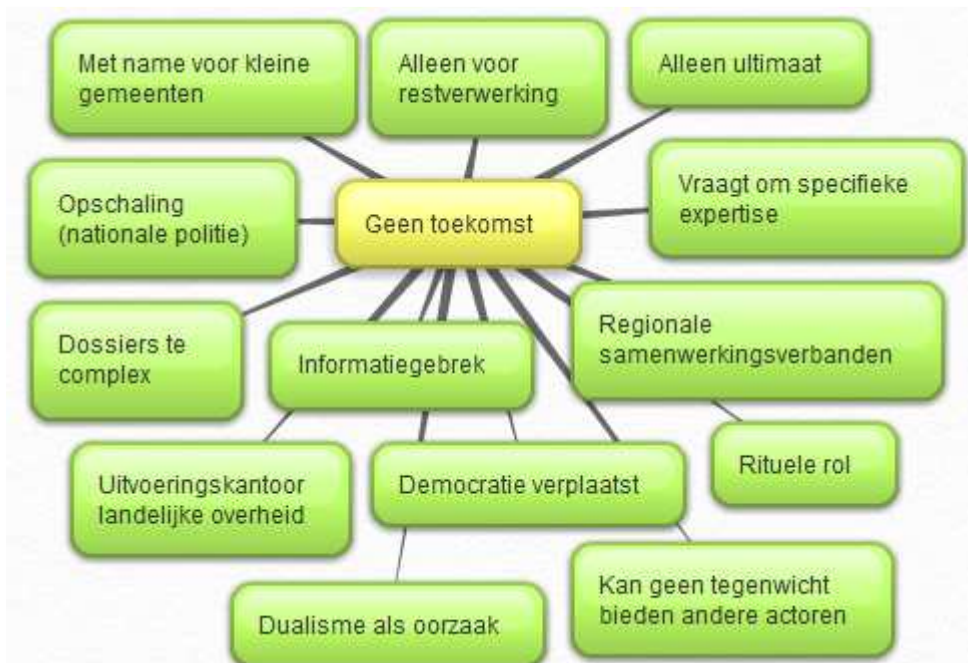 Met name voor kleine
gemeenten
Alleen voor
restverwerking
Alleen ultimaat
Opschaling
(nationale politie)
Geen toekomst
Vraagt om specifieke
expertise
Dossiers te
complex
Informatiegebrek
Regionale
samenwerkingsverbanden
Uitvoeringskantoor
landelijke overheid
Democratie verplaatst
Rituele rol
Dualisme als oorzaak
Kan geen tegenwicht
bieden andere actoren